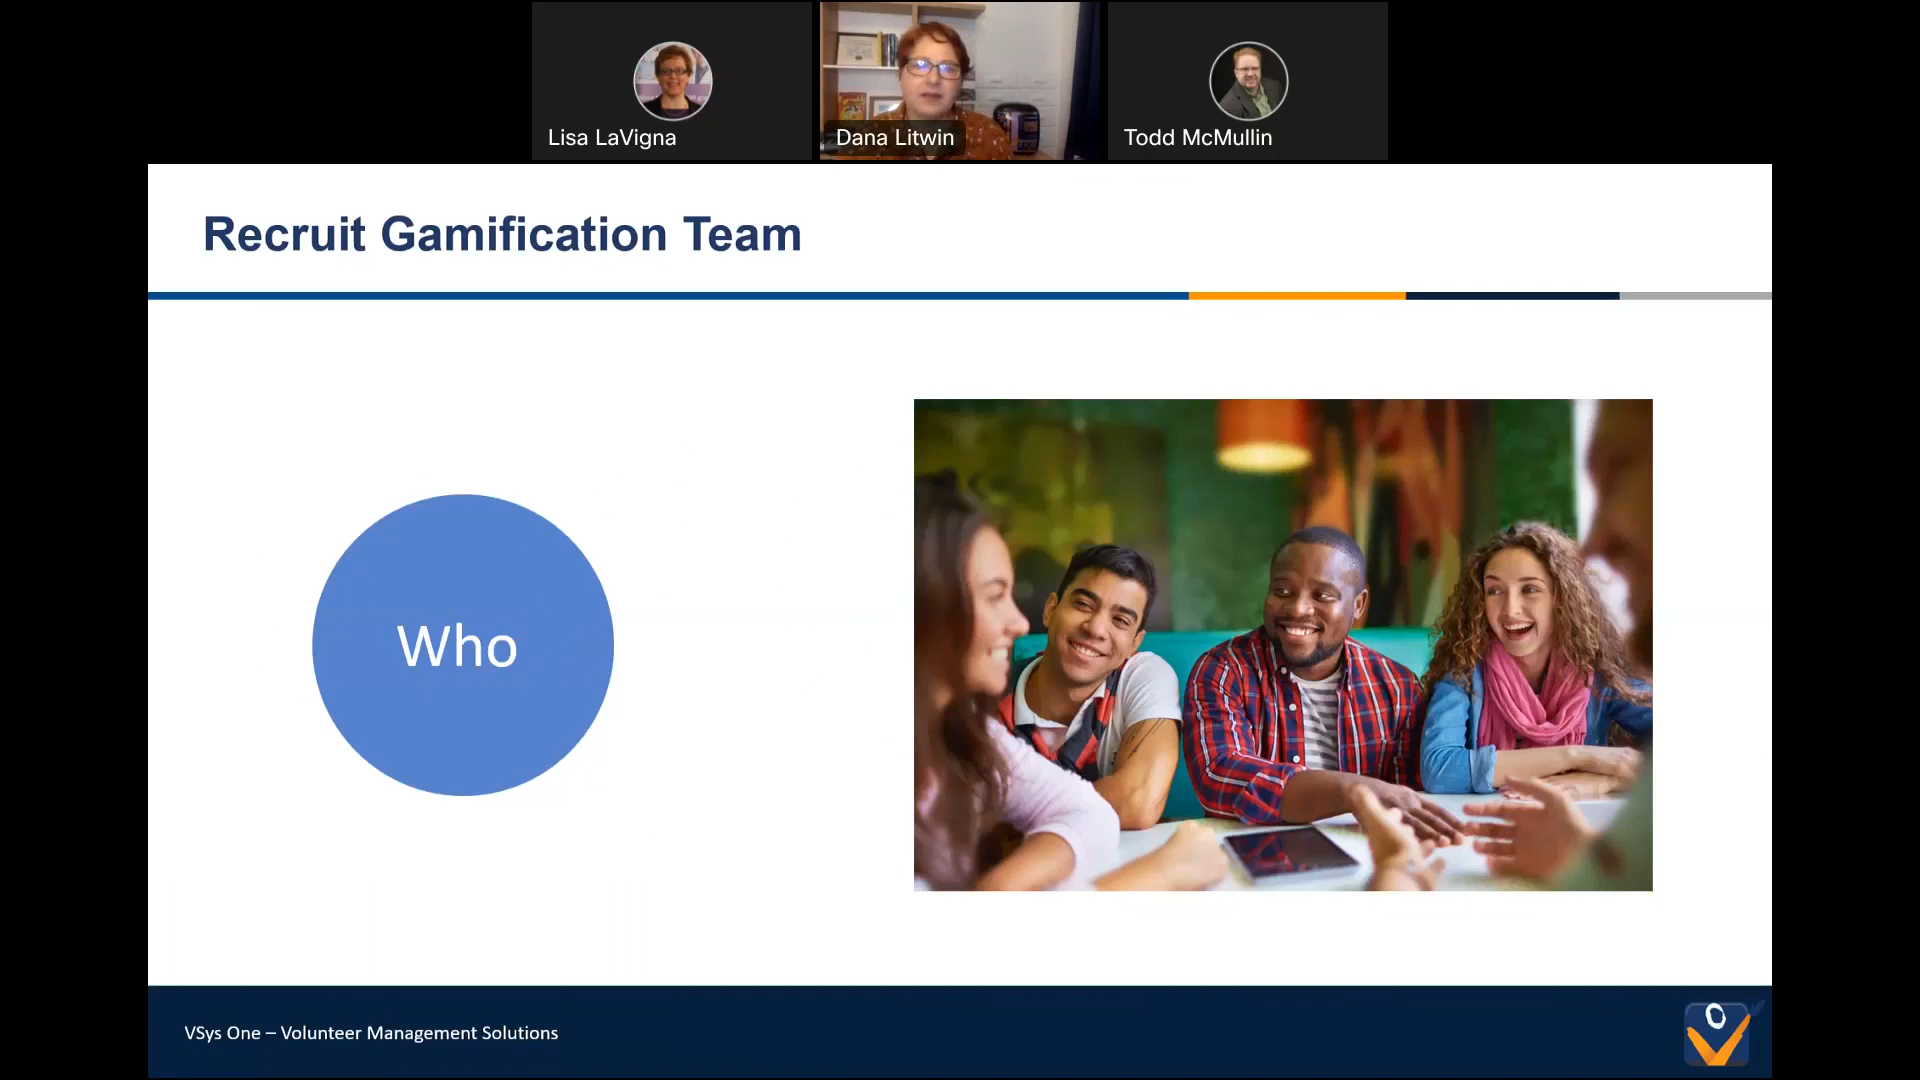 Lisa LaVigna
Dana Litwin
Todd McMullin
Recruit Gamification Team
Who
VSys One – Volunteer Management Solutions